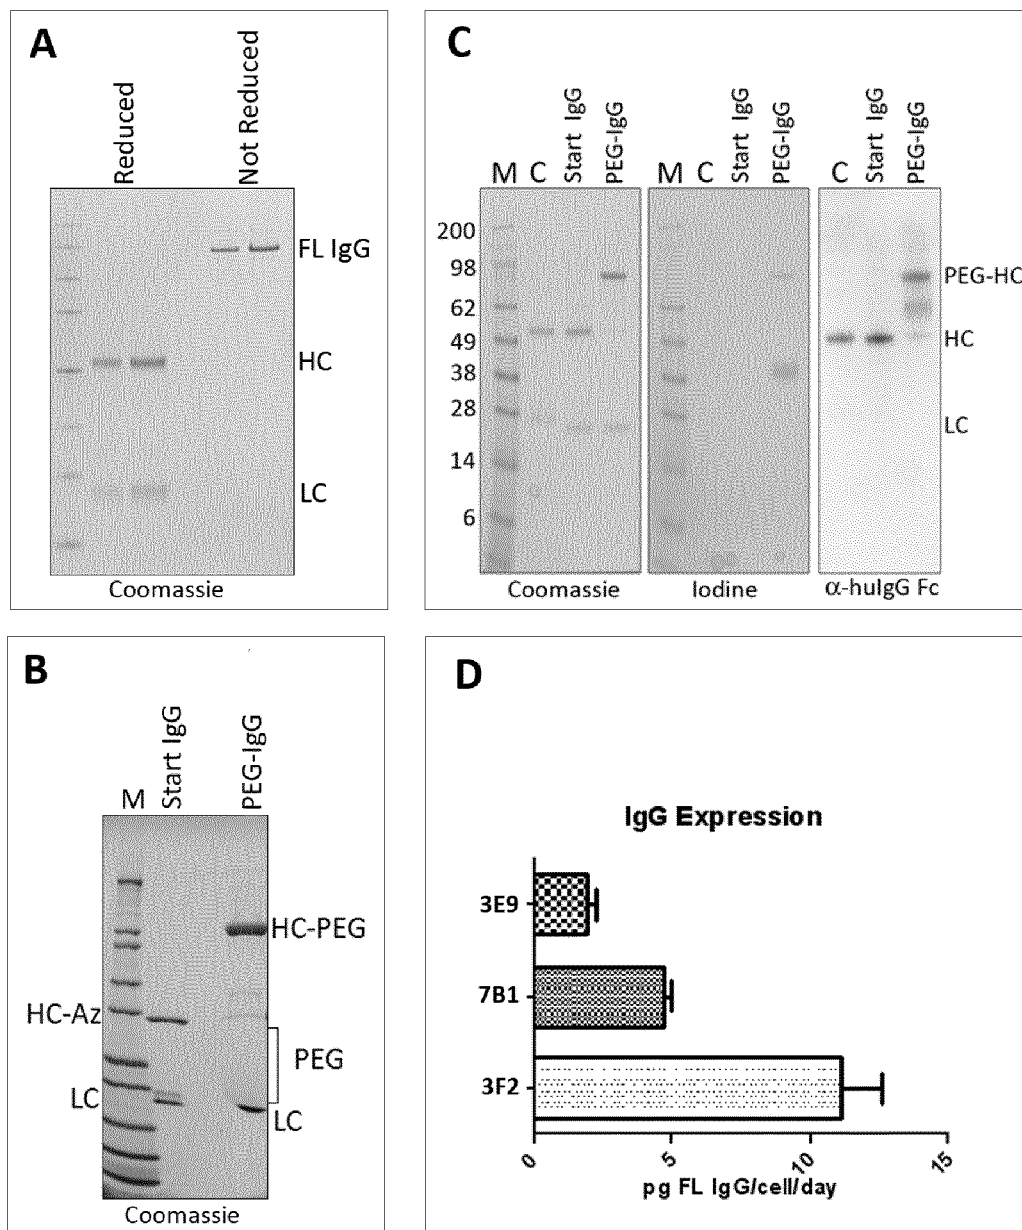 A
Reduced
Not Reduced
FL IgG
HC
LC
Coomassie
C
M
C
Start IgG
PEG-IgG
M
C
Start IgG
PEG-IgG
C
Start IgG
PEG-IgG
200
98
62
49
38
28
14
6
PEG-HC
HC
LC
Coomassie
Iodine
α-huIgG Fc
B
M
Start IgG
PEG-IgG
HC-PEG
HC-Az
PEG
LC
LC
Coomassie
D
IgG Expression
3E9
7B1
3F2
0
5
10
15
pg FL IgG/cell/day